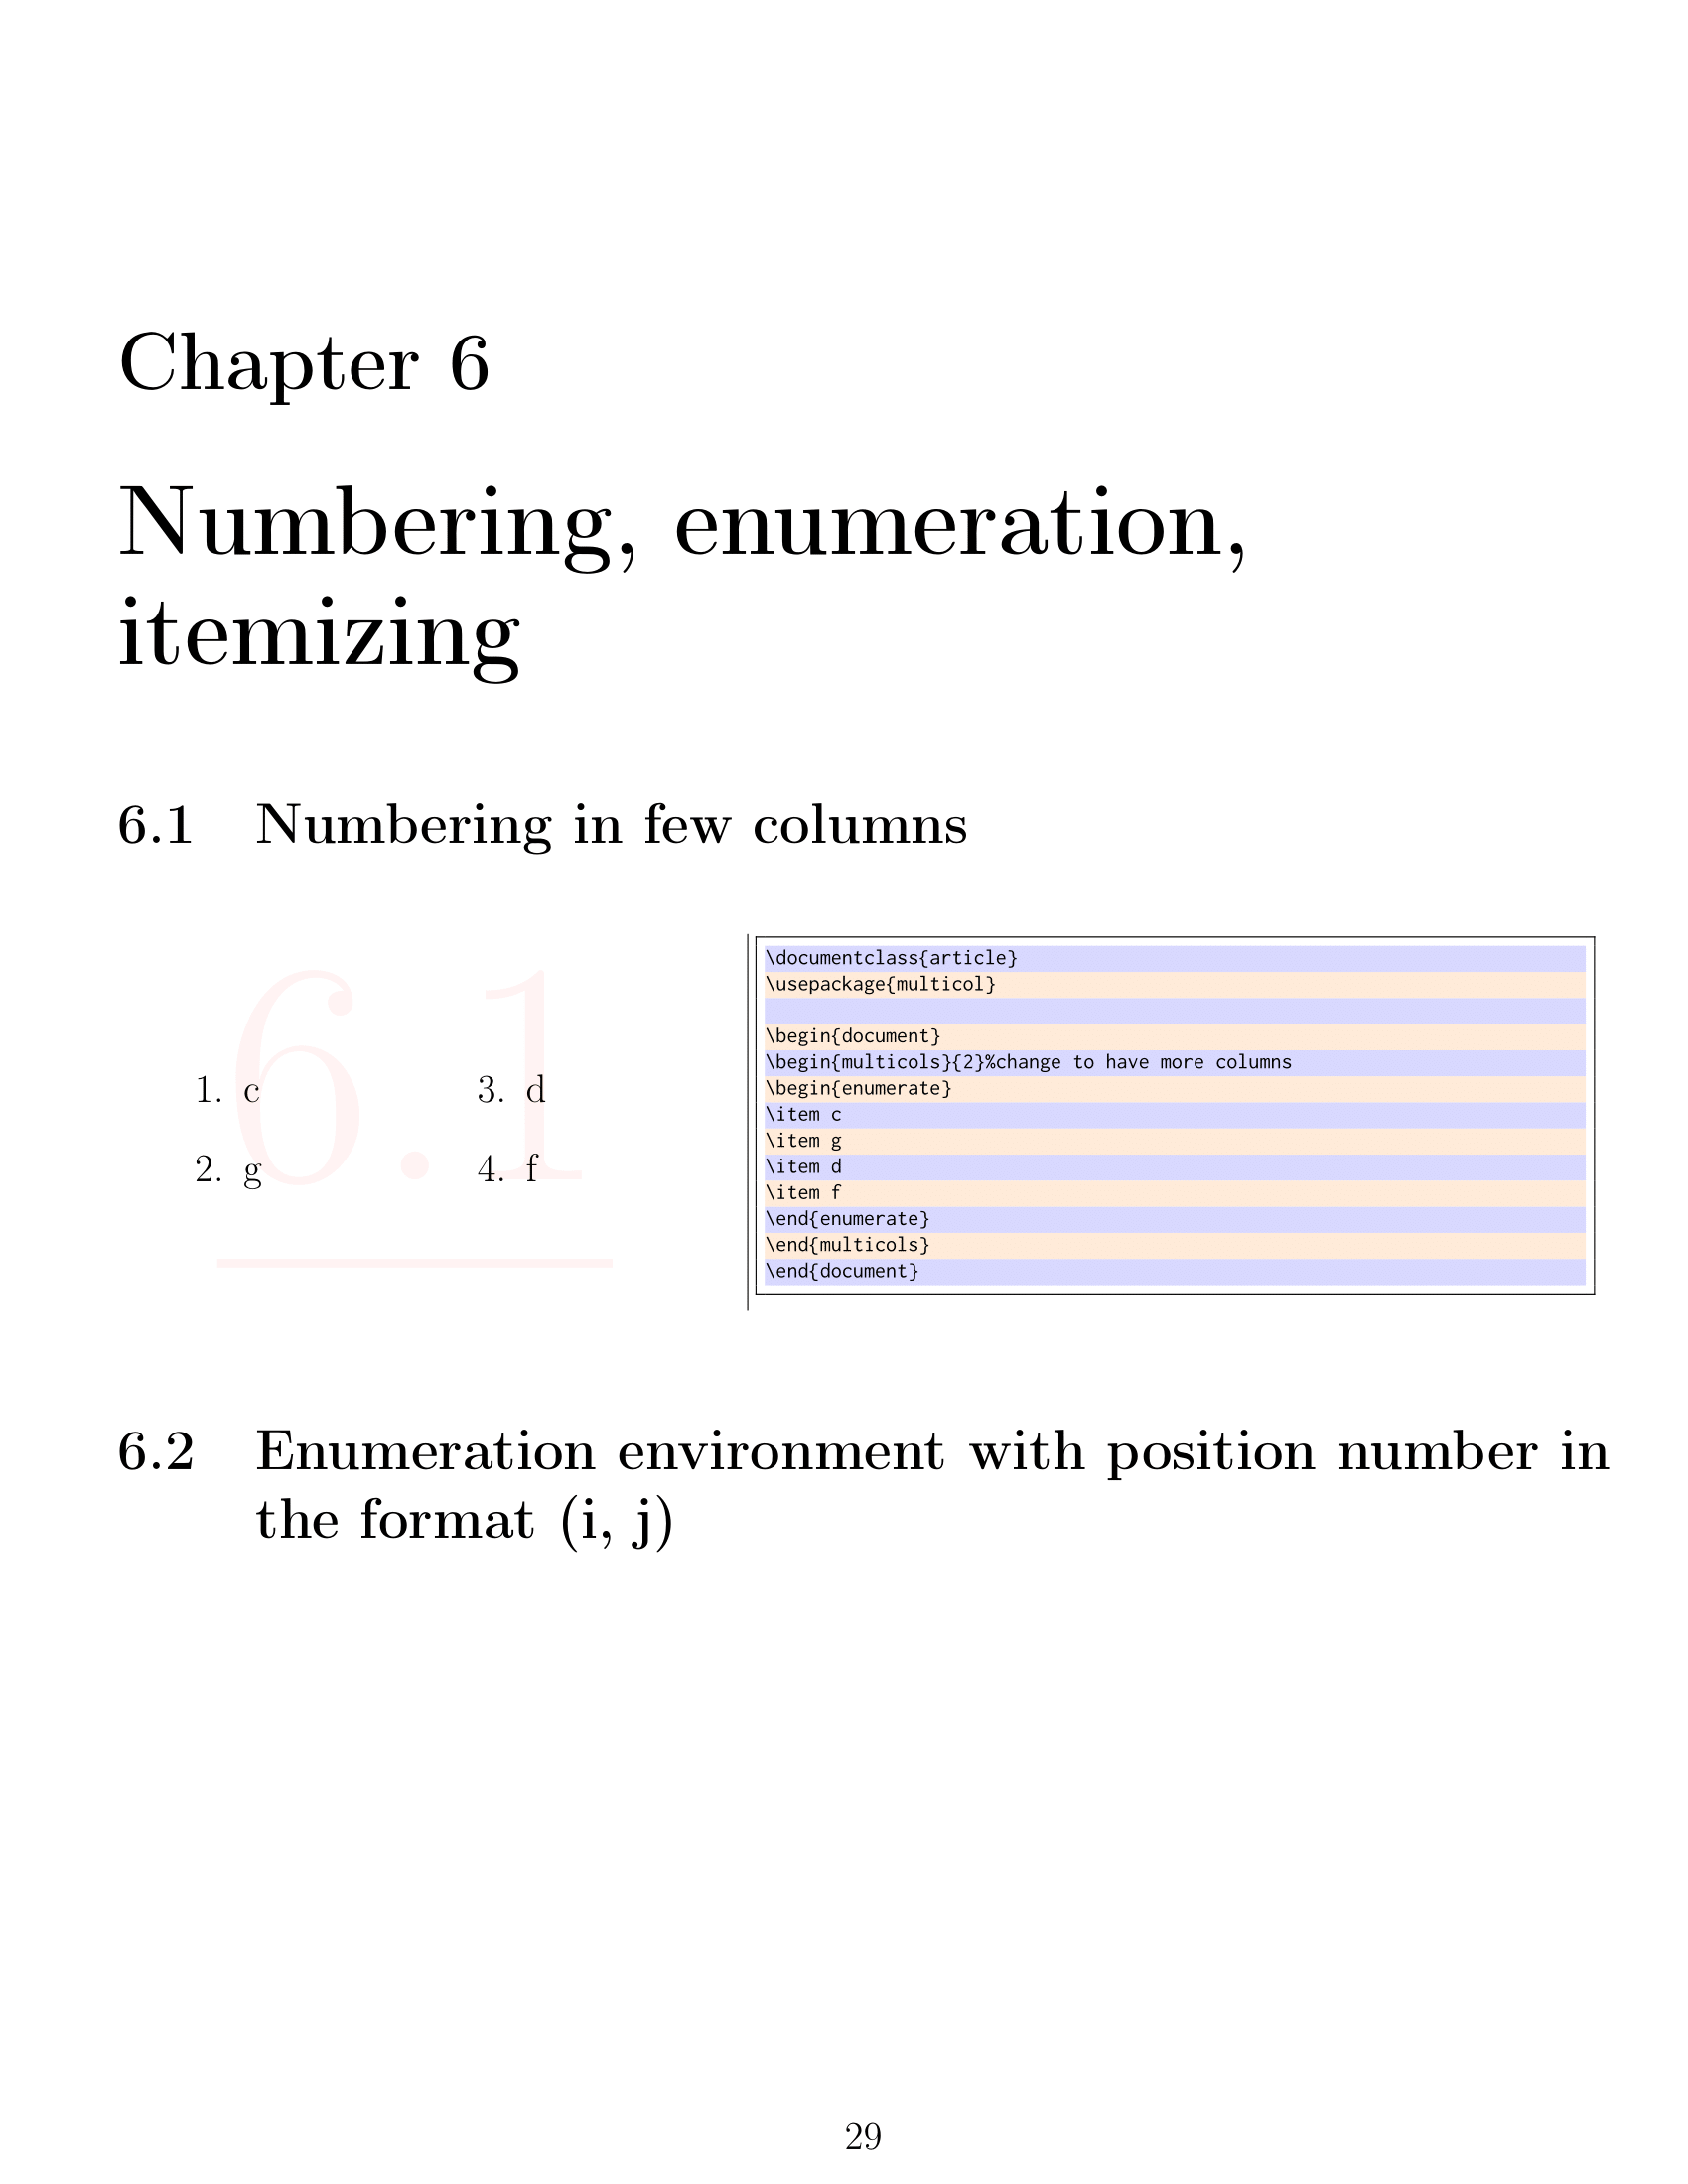 Chapter 6
Numbering, enumeration,
itemizing
6.1 Numbering in few columns
6.1
1. c
2. g
3. d
4. f
\documentclass{article}
\usepackage{multicol}
\begin{document}
\begin{multicols}{2}%change to have more columns
\begin{enumerate}
\item c
\item g
\item d
\item f
\end{enumerate}
\end{multicols}
\end{document}
6.2 Enumeration environment with position number in
the format (i, j)
29